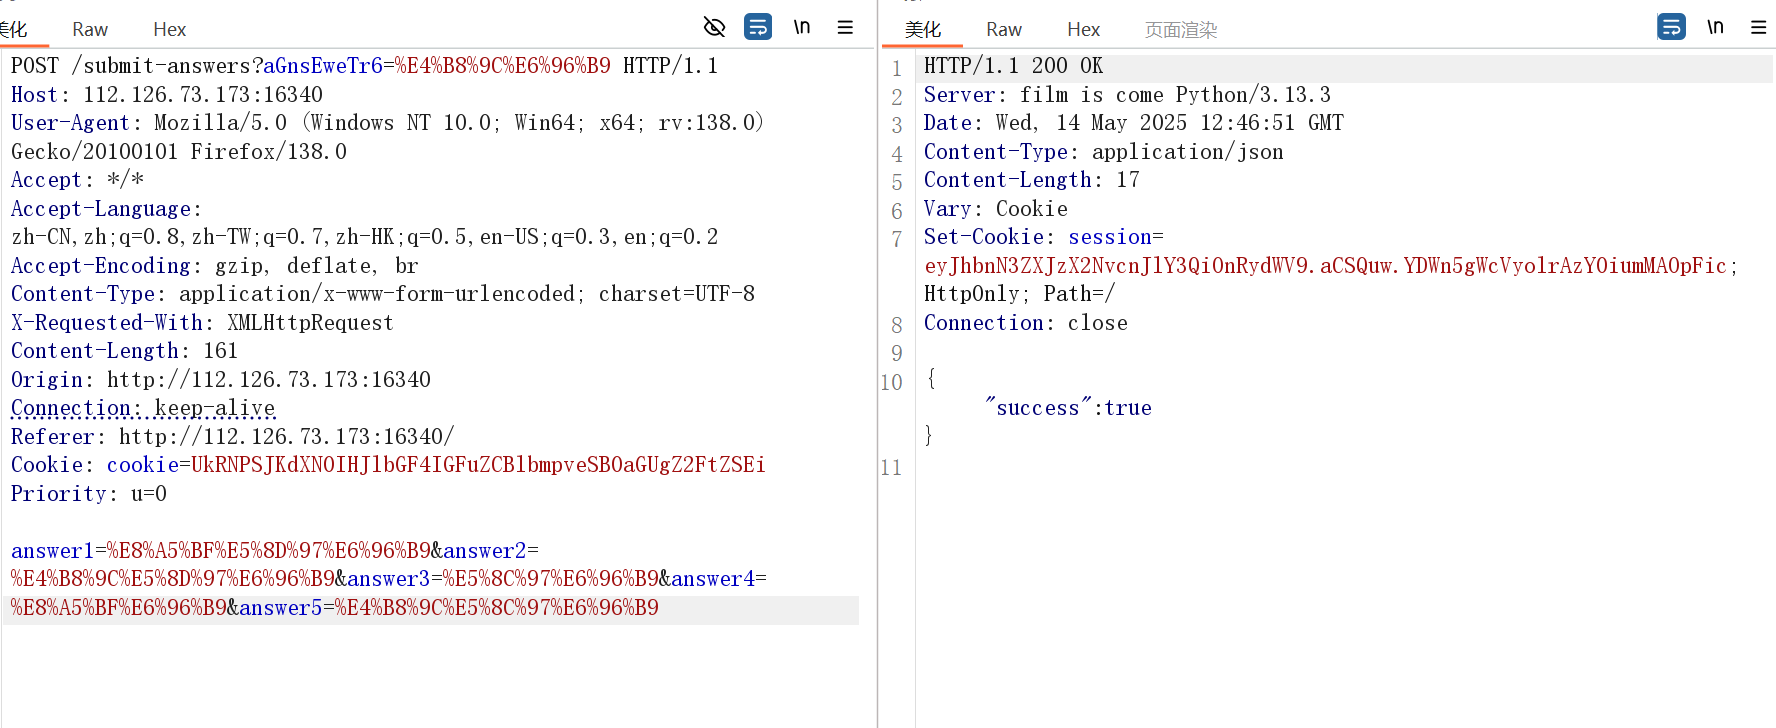 美化 Raw Hex
POST /submit-answers?aGnsEweTr6=%E4%B8%9C%E6%96%B9 HTTP/1.1
Host: 112.126.73.173:16340
User-Agent: Mozilla/5.0 (Windows NT 10.0; Win64; x64; rv:138.0)
Gecko/20100101 Firefox/138.0
Accept: */*
Accept-Language:
zh-CN,zh;q=0.8,zh-TW;q=0.7,zh-HK;q=0.5,en-US;q=0.3,en;q=0.2
Accept-Encoding: gzip, deflate, br
Content-Type: application/x-www-form-urlencoded; charset=UTF-8
X-Requested-With: XMLHttpRequest
Content-Length: 161
Origin: http://112.126.73.173:16340
Connection: keep-alive
Referer: http://112.126.73.173:16340/
Cookie: cookie=UkRNPSJKdXN0IHJlbGF4IGFuZCBlbmpveSB0aGUgZ2FtZSEi
Priority: u=0
answer1=%E8%A5%BF%E5%8D%97%E6%96%B9&answer2=
%E4%B8%9C%E5%8D%97%E6%96%B9&answer3=%E5%8C%97%E6%96%B9&answer4=
%E8%A5%BF%E6%96%B9&answer5=%E4%B8%9C%E5%8C%97%E6%96%B9
\n
美化 Raw Hex 页面渲染
\n
1 HTTP/1.1 200 OK
2 Server: film is come Python/3.13.3
3 Date: Wed, 14 May 2025 12:46:51 GMT
4 Content-Type: application/json
5 Content-Length: 17
6 Vary: Cookie
7 Set-Cookie: session=
eyJhbnN3ZXJzX2NvcnJlY3QiOnRydWV9.aCSQuw.YDWn5gWcVyolrAzYOiumMAOpFic;
HttpOnly; Path=/
8 Connection: close
9
10 {
"success":true
}
11